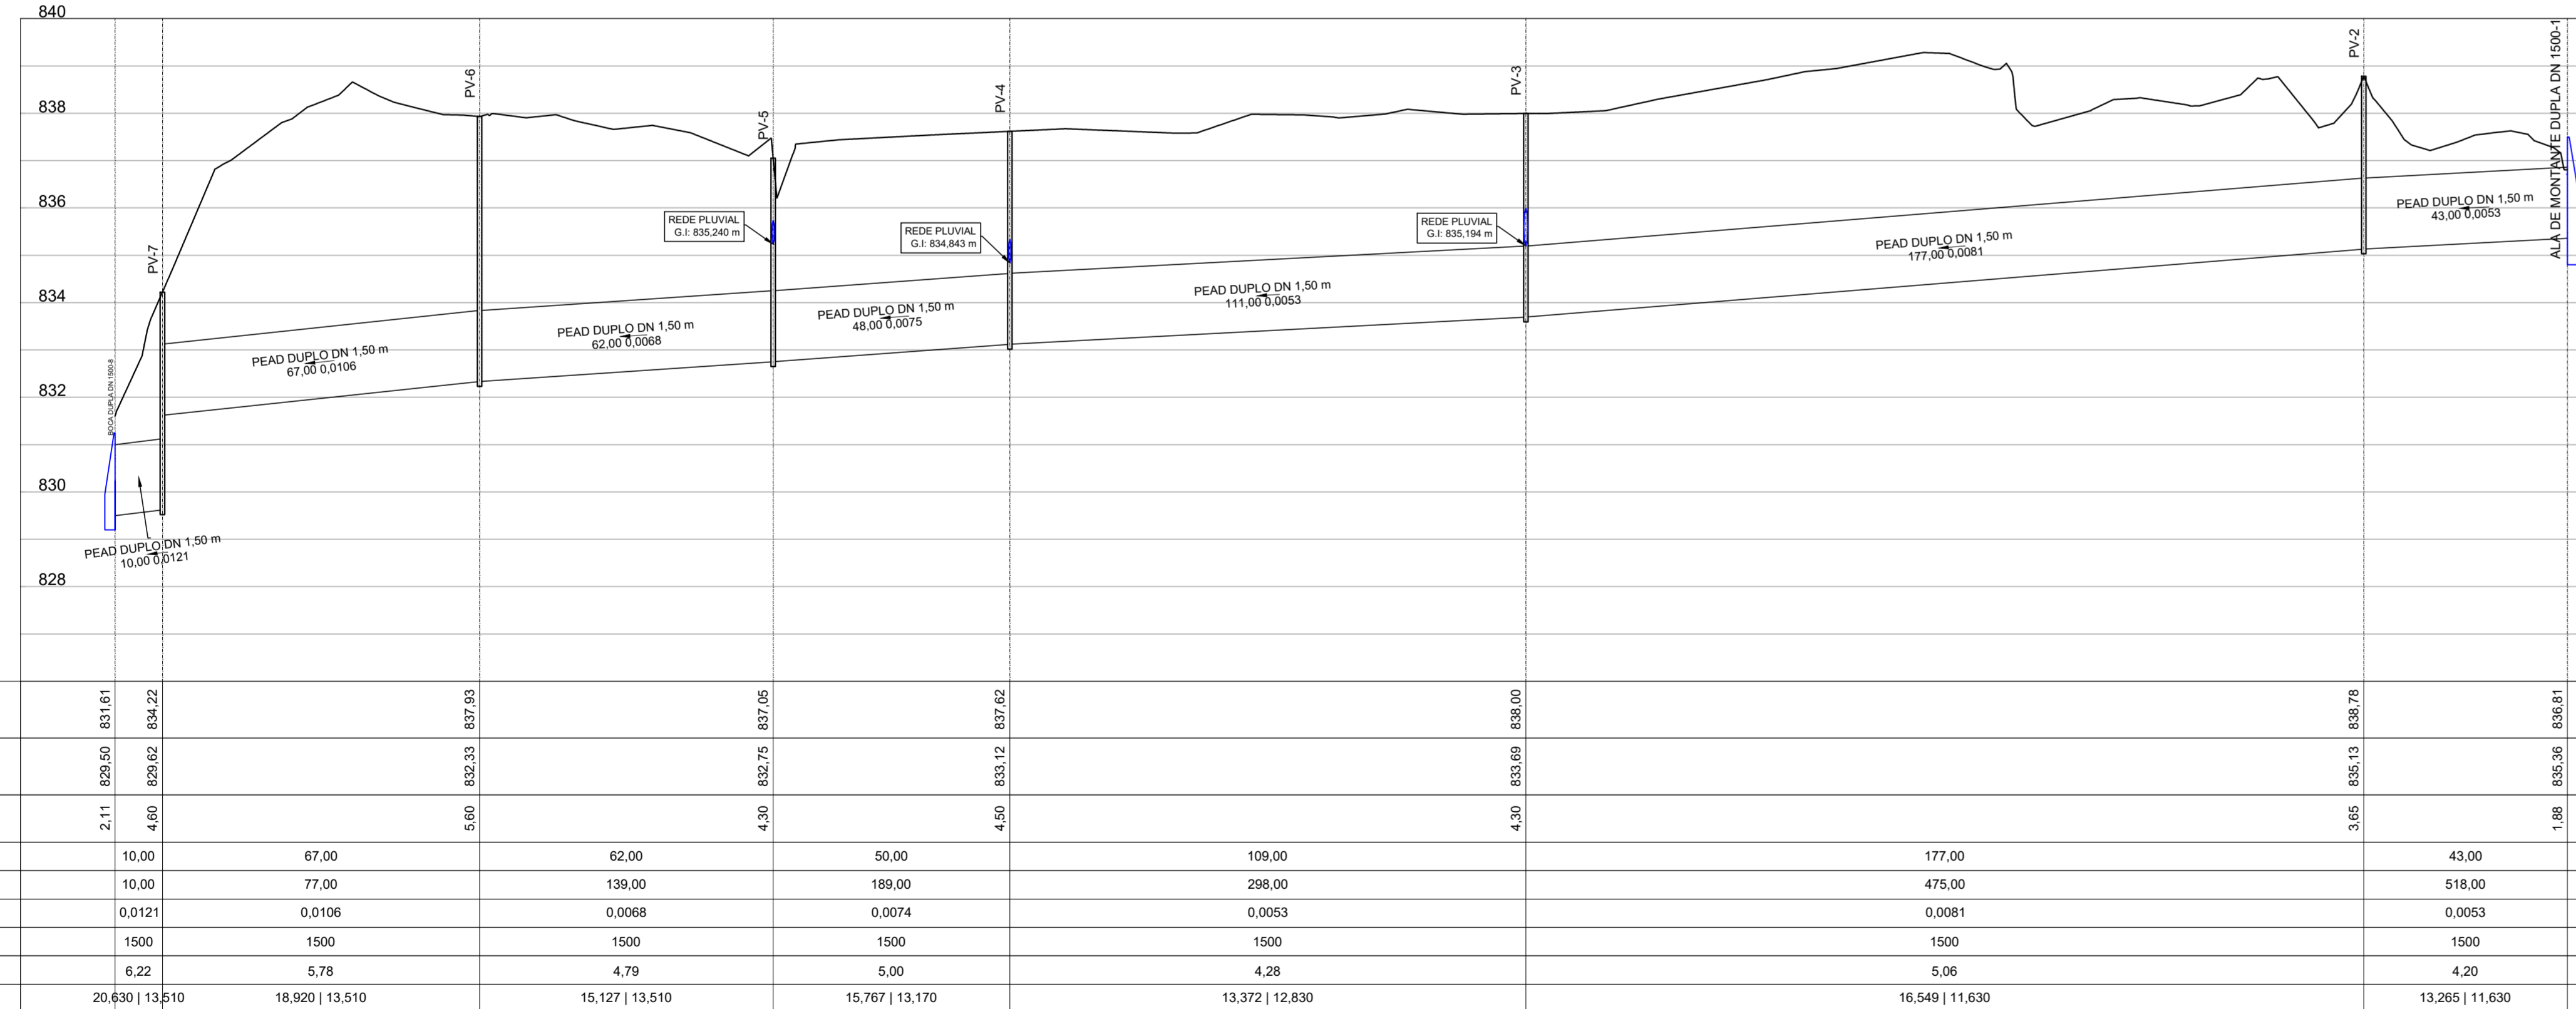 840
838
836
834
832
830
828
BOCA DUPLA DN 1500-8
PV-7
PV-6
PV-5
PV-4
PV-3
PV-2
ALA DE MONTANTE DUPLA DN 1500-1
REDE PLUVIAL
G.I: 835,240 m
REDE PLUVIAL
G.I: 834,843 m
REDE PLUVIAL
G.I: 835,194 m
PEAD DUPLO DN 1,50 m
10,00 0,0121
PEAD DUPLO DN 1,50 m
67,00 0,0106
PEAD DUPLO DN 1,50 m
62,00 0,0068
PEAD DUPLO DN 1,50 m
48,00 0,0075
PEAD DUPLO DN 1,50 m
111,00 0,0053
PEAD DUPLO DN 1,50 m
177,00 0,0081
PEAD DUPLO DN 1,50 m
43,00 0,0053
831,61 834,22 837,93 837,05 837,62 838,00 838,78 836,81
829,50 829,62 832,33 832,75 833,12 833,69 835,13 835,36
2,11 4,60 5,60 4,30 4,50 4,30 3,65 1,88
10,00 67,00 62,00 50,00 109,00 177,00 43,00
10,00 77,00 139,00 189,00 298,00 475,00 518,00
0,0121 0,0106 0,0068 0,0074 0,0053 0,0081 0,0053
1500 1500 1500 1500 1500 1500 1500
6,22 5,78 4,79 5,00 4,28 5,06 4,20
20,630 | 13,510 18,920 | 13,510 15,127 | 13,510 15,767 | 13,170 13,372 | 12,830 16,549 | 11,630 13,265 | 11,630